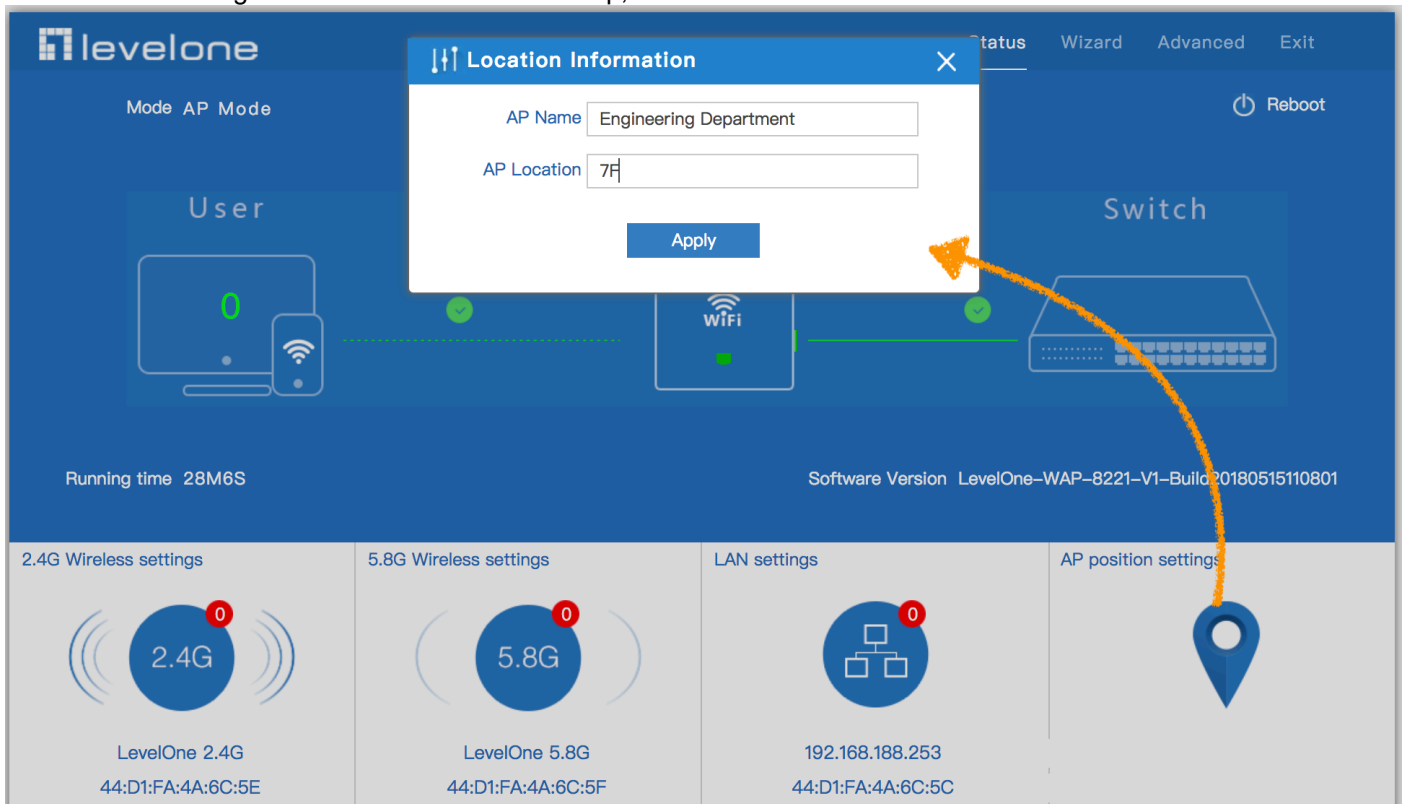 levelone
Status Wizard Advanced Exit
Location Information
Mode AP Mode
Reboot
AP Name Engineering Department
AP Location 7F
Apply
User
Switch
0
WiFi
Running time 28M6S
Software Version LevelOne-WAP-8221-V1-Build20180515110801
2.4G Wireless settings
5.8G Wireless settings
LAN settings
AP position settings
0
0
0
2.4G
5.8G
LevelOne 2.4G
LevelOne 5.8G
192.168.188.253
44:D1:FA:4A:6C:5E
44:D1:FA:4A:6C:5F
44:D1:FA:4A:6C:5C